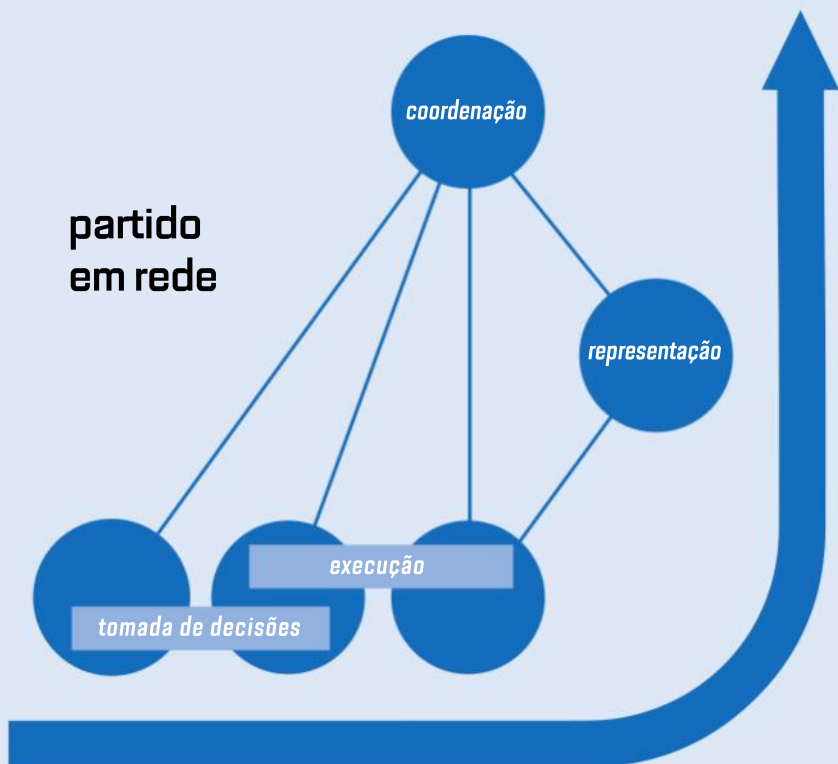 coordenação
partido
em rede
representação
execução
tomada de decisões